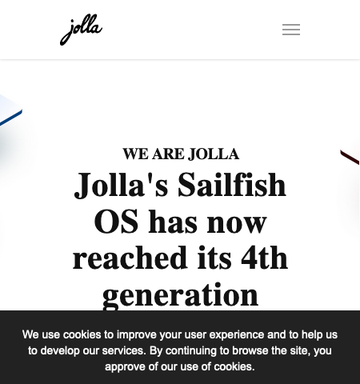 jolla
WE ARE JOLLA
Jolla's Sailfish
OS has now
reached its 4th
generation
We use cookies to improve your user experience and to help us
to develop our services. By continuing to browse the site, you
approve of our use of cookies.